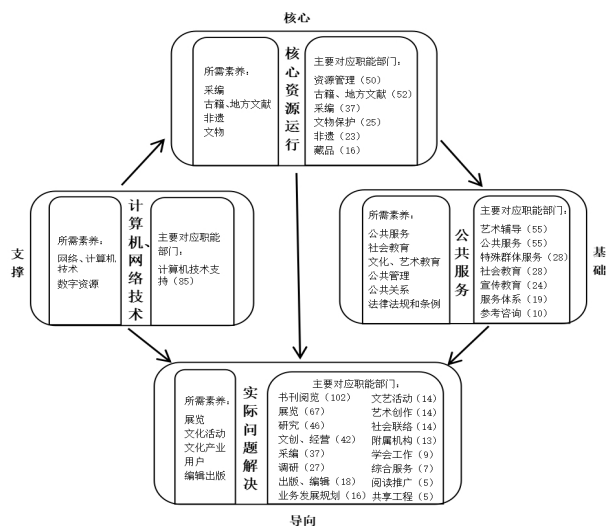 核心
所需素养：
采编
古籍、地方文献
非遗
文物
核心资源运行
主要对应职能部门：
资源管理（50）
古籍、地方文献（52）
采编（37）
文物保护（25）
非遗（23）
藏品（16）
支撑
所需素养：
网络、计算机
技术
数字资源
计算机、网络技术
主要对应职能
部门：
计算机技术支
持（85）
所需素养：
公共服务
社会教育
文化、艺术教育
公共管理
公共关系
法律法规和条例
公共服务
主要对应职能部门：
艺术辅导（55）
公共服务（55）
特殊群体服务（28）
社会教育（28）
宣传教育（24）
服务体系（19）
参考咨询（10）
基础
所需素养：
展览
文化活动
文化产业
用户
编辑出版
实际问题解决
主要对应职能部门：
书刊阅览（102）
展览（67）
研究（46）
文创、经营（42）
采编（37）
调研（27）
出版、编辑（18）
业务发展规划（16）
文艺活动（14）
艺术创作（14）
社会联络（14）
附属机构（13）
学会工作（9）
综合服务（7）
阅读推广（5）
共享工程（5）
导向